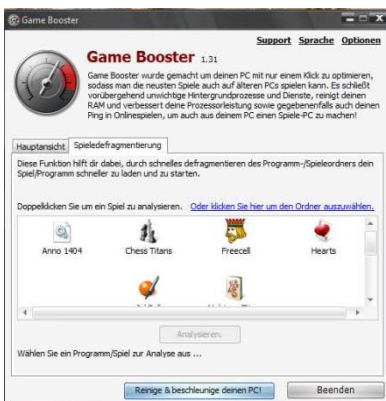 Game Booster
Support Sprache Optionen
Game Booster 1.31
Game Booster wurde gemacht um deinen PC mit nur einem Klick zu optimieren,
sodass man die neusten Spiele auch auf älteren PCs spielen kann. Es schließt
vorübergehend unwichtige Hintergrundprozesse und Dienste, reinigt deinen
RAM und verbessert deine Prozessorleistung sowie gegebenenfalls auch deinen
Ping in Onlinespielen, um auch aus deinem PC einen Spiele-PC zu machen!
Hauptansicht Spieledefragmentierung
Diese Funktion hilft dir dabei, durch schnelles defragmentieren des Programm-/Spieleordners dein
Spiel/Programm schneller zu laden und zu starten.
Doppelklicken Sie um ein Spiel zu analysieren. Oder klicken Sie hier um den Ordner auszuwählen.
Anno 1404 Chess Titans Freecell Hearts
Analysieren.
Wählen Sie ein Programm/Spiel zur Analyse aus ...
Reinige & beschleunige deinen PC! Beenden